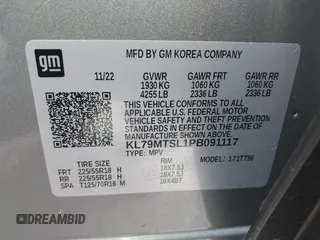 gm
MFD BY GM KOREA COMPANY
11/22 GVWR GAWR FRT GAWR RR
1930 KG 1060 KG 1060 KG
4255 LB 2336 LB 2336 LB
THIS VEHICLE CONFORMS TO ALL
APPLICABLE U.S. FEDERAL MOTOR
VEHICLE SAFETY AND THEFT
PREVENTION STANDARDS IN EFFECT
ON THE DATE OF MANUFACTURE
SHOWN ABOVE.
KL79MTSL1PB091117
TYPE: MPV MODEL: 1TT56
TIRE SIZE RIM
FRT 225/55R18 H 18X7.5J
RR 225/55R18 H 18X7.5J
SPA T125/70R16 M 16X4BT
DREAMBID